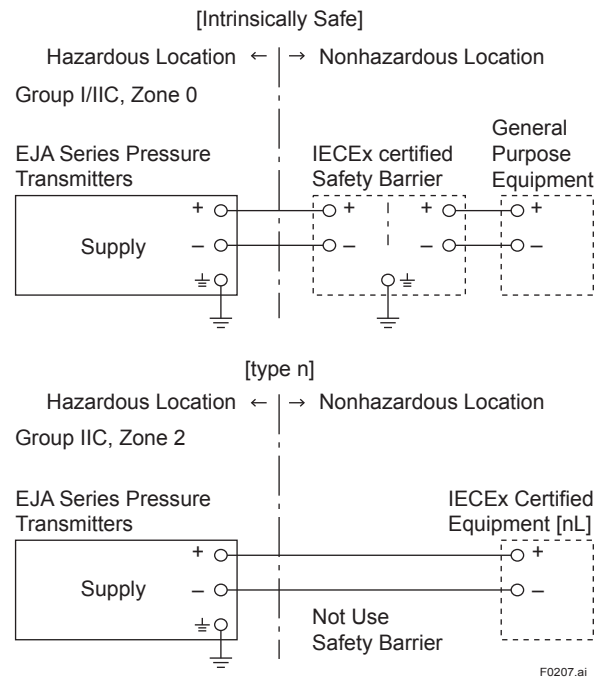 [Intrinsically Safe]
Hazardous Location ← → Nonhazardous Location
Group I/IIC, Zone 0
General
Purpose
Equipment
EJA Series Pressure
Transmitters
IECEx certified
Safety Barrier
+ + + +
Supply – – – –
[type n]
Hazardous Location ← → Nonhazardous Location
Group IIC, Zone 2
EJA Series Pressure
Transmitters
IECEx Certified
Equipment [nL]
+ +
Supply – –
Not Use
Safety Barrier
F0207.ai